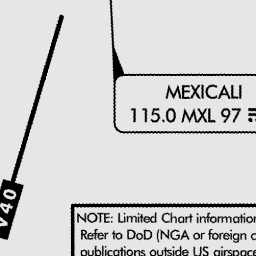 MEXICALI
115.0 MXL 97
V40
NOTE: Limited Chart information
Refer to DoD (NGA or foreign
publications outside US airspace